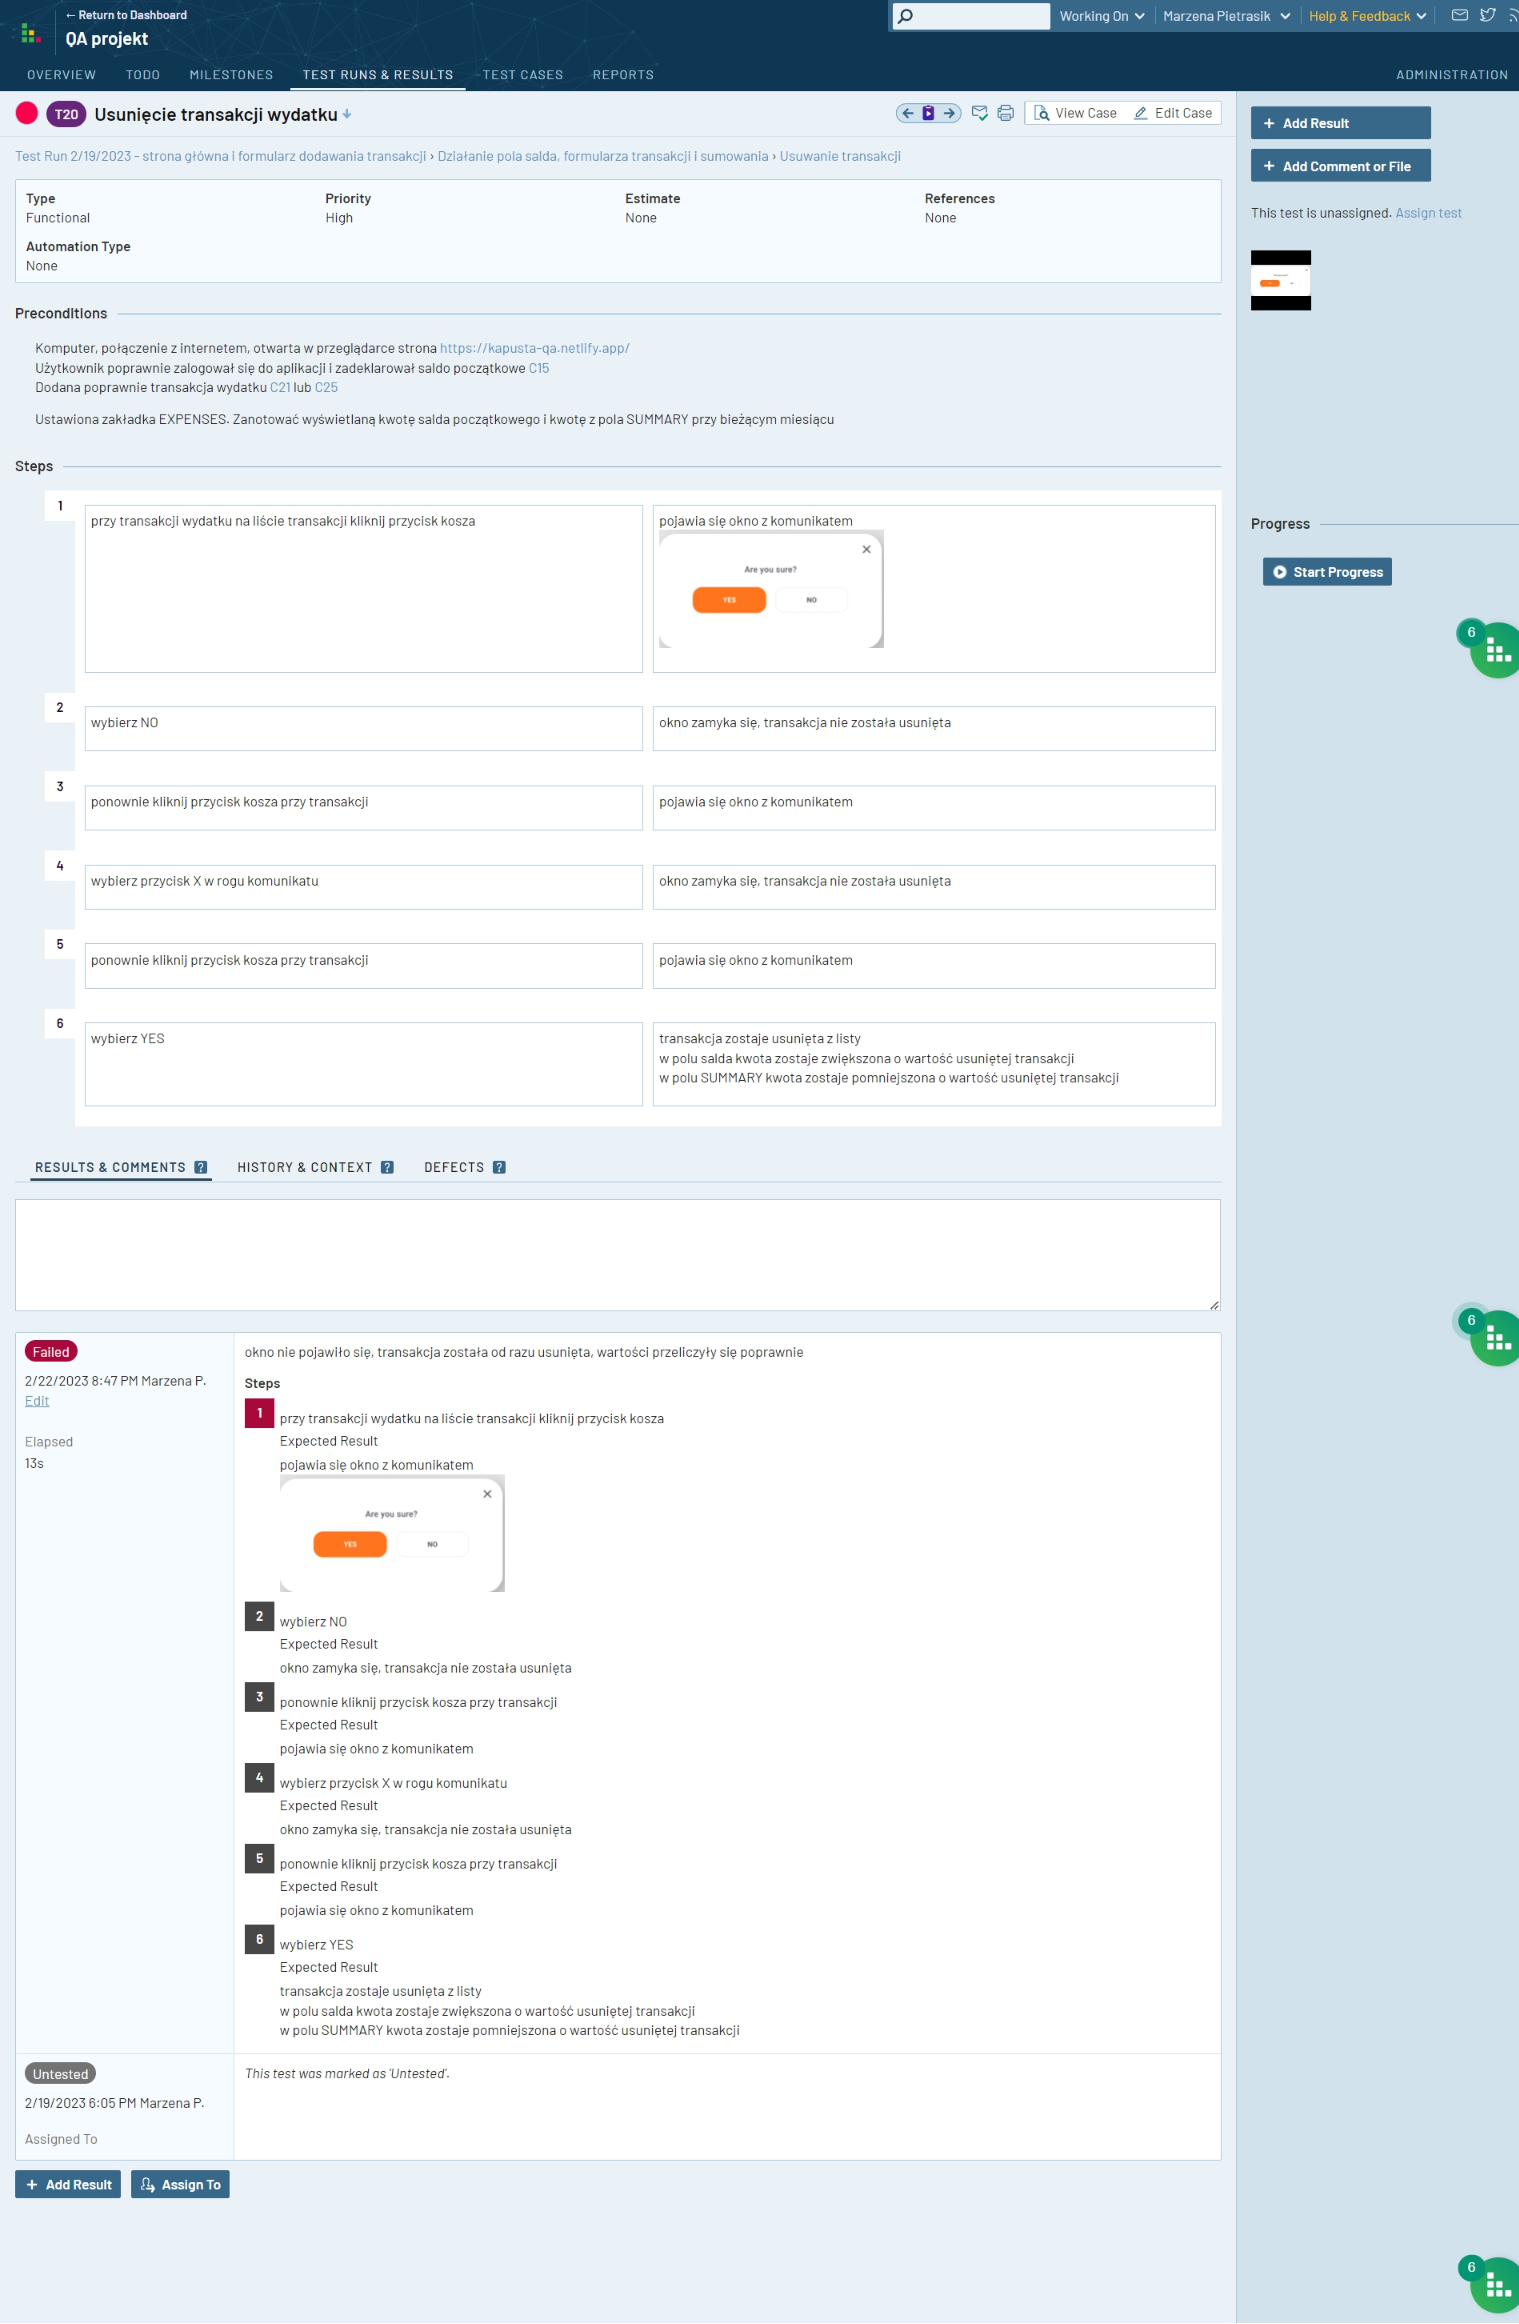 ← Return to Dashboard
QA projekt
Working On
Marzena Pietrasik
Help & Feedback
OVERVIEW
TODO
MILESTONES
TEST RUNS & RESULTS
TEST CASES
REPORTS
ADMINISTRATION
T20
Usunięcie transakcji wydatku
View Case
Edit Case
+ Add Result
+ Add Comment or File
This test is unassigned. Assign test
Test Run 2/19/2023 - strona główna i formularz dodawania transakcji › Działanie pola salda, formularza transakcji i sumowania › Usuwanie transakcji
Type
Functional
Priority
High
Estimate
None
References
None
Automation Type
None
Preconditions
Komputer, połączenie z internetem, otwarta w przeglądarce strona https://kapusta-qa.netlify.app/
Użytkownik poprawnie zalogował się do aplikacji i zadeklarował saldo początkowe C15
Dodana poprawnie transakcja wydatku C21 lub C25
Ustawiona zakładka EXPENSES. Zanotować wyświetlaną kwotę salda początkowego i kwotę z pola SUMMARY przy bieżącym miesiącu
Steps
1
przy transakcji wydatku na liście transakcji kliknij przycisk kosza
pojawia się okno z komunikatem
Are you sure?
YES
NO
2
wybierz NO
okno zamyka się, transakcja nie została usunięta
3
ponownie kliknij przycisk kosza przy transakcji
pojawia się okno z komunikatem
4
wybierz przycisk X w rogu komunikatu
okno zamyka się, transakcja nie została usunięta
5
ponownie kliknij przycisk kosza przy transakcji
pojawia się okno z komunikatem
6
wybierz YES
transakcja zostaje usunięta z listy
w polu salda kwota zostaje zwiększona o wartość usuniętej transakcji
w polu SUMMARY kwota zostaje pomniejszona o wartość usuniętej transakcji
Progress
Start Progress
6
RESULTS & COMMENTS ?
HISTORY & CONTEXT ?
DEFECTS ?
6
Failed
2/22/2023 8:47 PM Marzena P.
Edit
Elapsed
13s
okno nie pojawiło się, transakcja została od razu usunięta, wartości przeliczyły się poprawnie
Steps
1
przy transakcji wydatku na liście transakcji kliknij przycisk kosza
Expected Result
pojawia się okno z komunikatem
Are you sure?
YES
NO
2
wybierz NO
Expected Result
okno zamyka się, transakcja nie została usunięta
3
ponownie kliknij przycisk kosza przy transakcji
Expected Result
pojawia się okno z komunikatem
4
wybierz przycisk X w rogu komunikatu
Expected Result
okno zamyka się, transakcja nie została usunięta
5
ponownie kliknij przycisk kosza przy transakcji
Expected Result
pojawia się okno z komunikatem
6
wybierz YES
Expected Result
transakcja zostaje usunięta z listy
w polu salda kwota zostaje zwiększona o wartość usuniętej transakcji
w polu SUMMARY kwota zostaje pomniejszona o wartość usuniętej transakcji
Untested
2/19/2023 6:05 PM Marzena P.
Assigned To
This test was marked as 'Untested'.
+ Add Result
Assign To
6